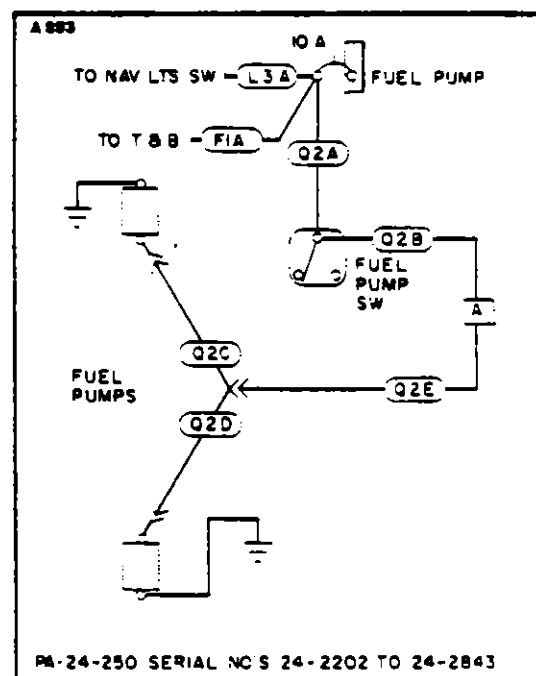 A883
10 A
TO NAV LTS SW
L3A
FUEL PUMP
TO T & B
F1A
Q2A
Q2B
FUEL
PUMP
SW
A
Q2C
FUEL
PUMPS
Q2E
Q2D
PA-24-250 SERIAL NO'S 24-2202 TO 24-2843